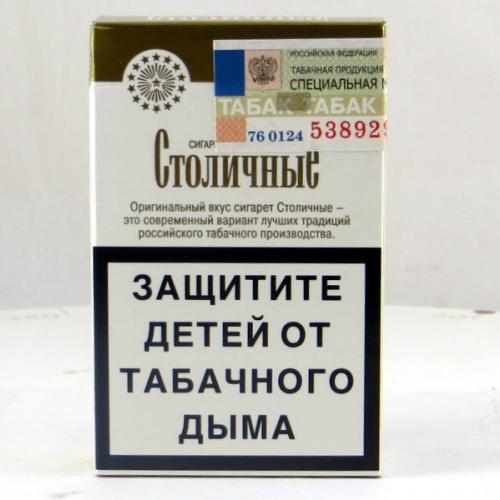 РОССИЙСКАЯ ФЕДЕРАЦИЯ
ТАБАЧНАЯ ПРОДУКЦИЯ
СПЕЦИАЛЬНАЯ
ТАБАК ТАБАК
76 0124 538929
Столичные
Оригинальный вкус сигарет Столичные –
это современный вариант лучших традиций
российского табачного производства.
ЗАЩИТИТЕ
ДЕТЕЙ ОТ
ТАБАЧНОГО
ДЫМА